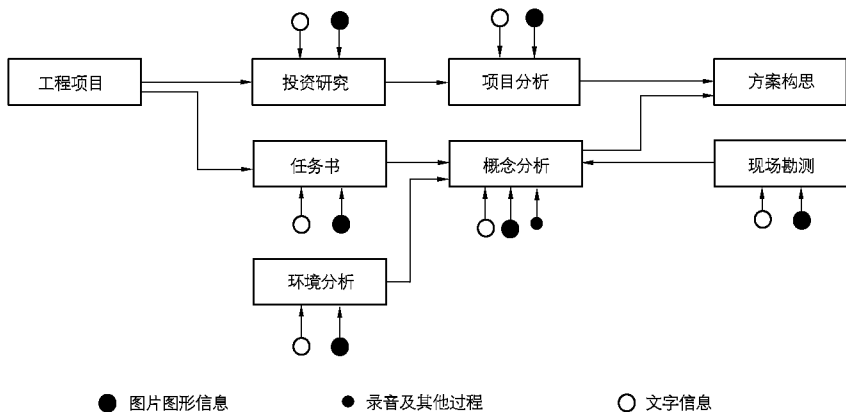 工程项目
投资研究
项目分析
方案构思
任务书
概念分析
现场勘测
环境分析
图片图形信息
录音及其他过程
文字信息